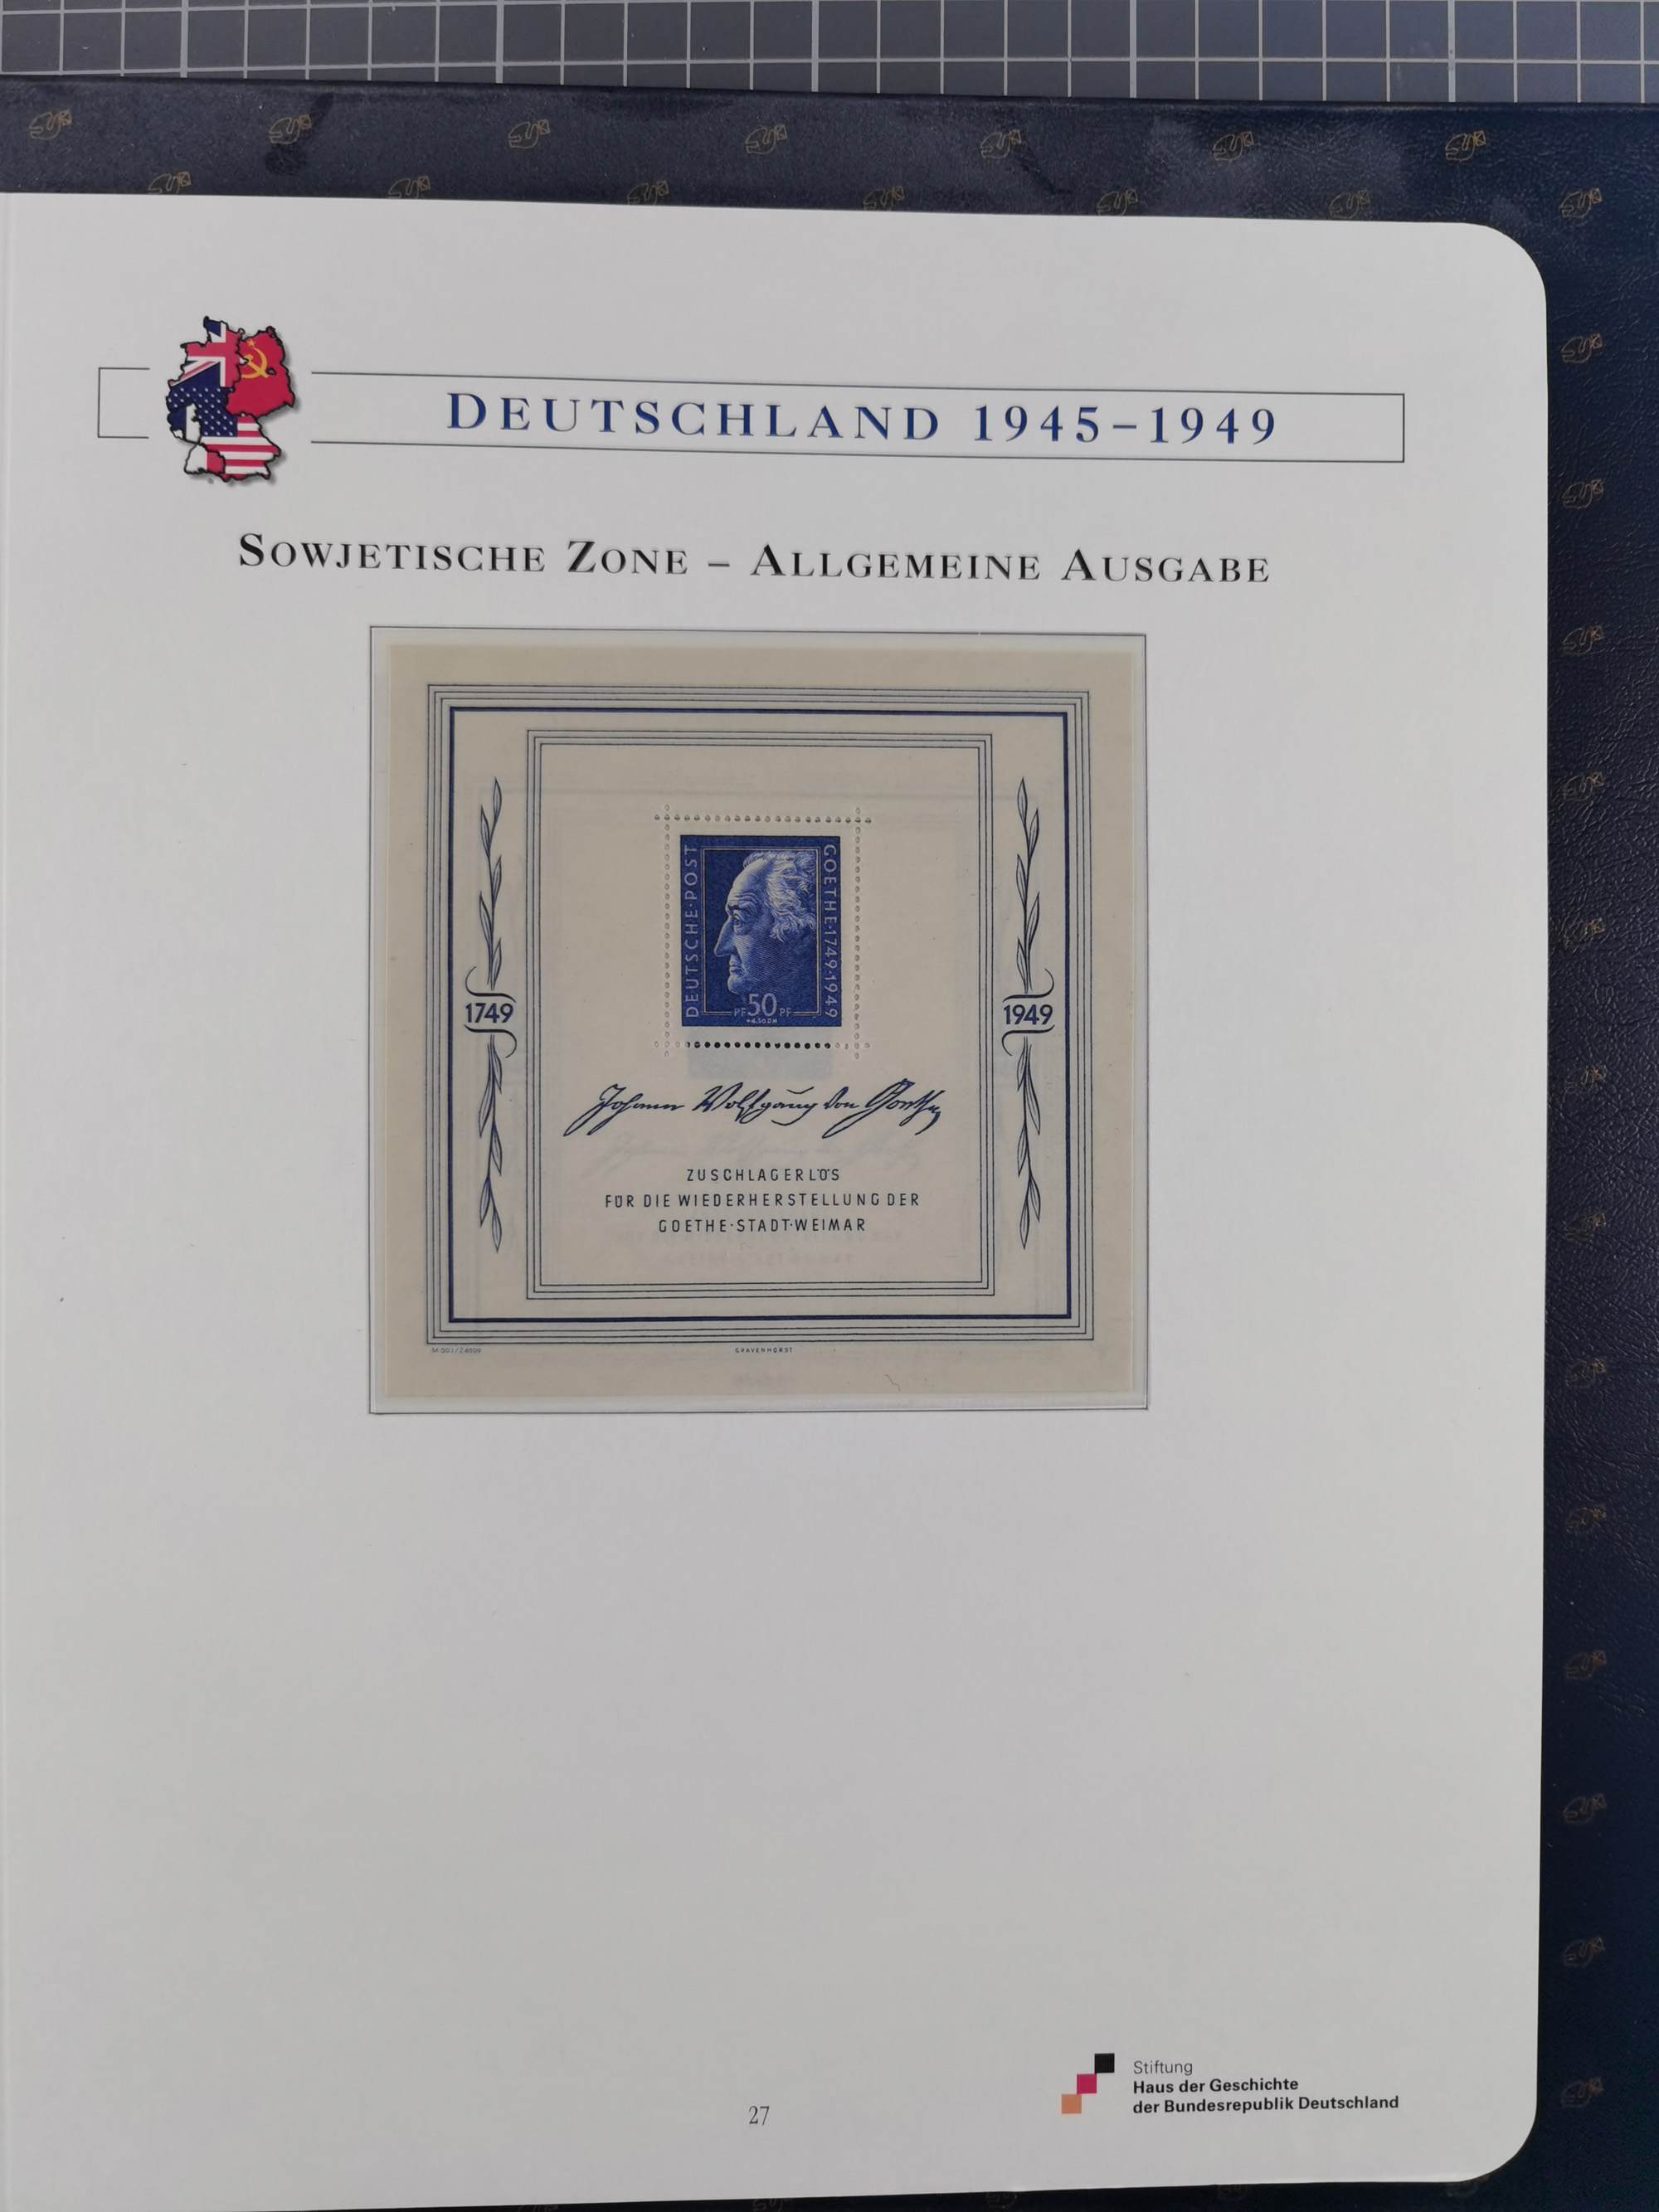 DEUTSCHLAND 1945–1949
SOWJETISCHE ZONE – ALLGEMEINE AUSGABE
DEUTSCHE·POST
GOETHE·1749·1949
PF 50 PF
1749
1949
Johann Wolfgang von Goethe
ZUSCHLAGERLÖS
FÜR DIE WIEDERHERSTELLUNG DER
GOETHE·STADT·WEIMAR
GRAVENHORST
27
Stiftung
Haus der Geschichte
der Bundesrepublik Deutschland